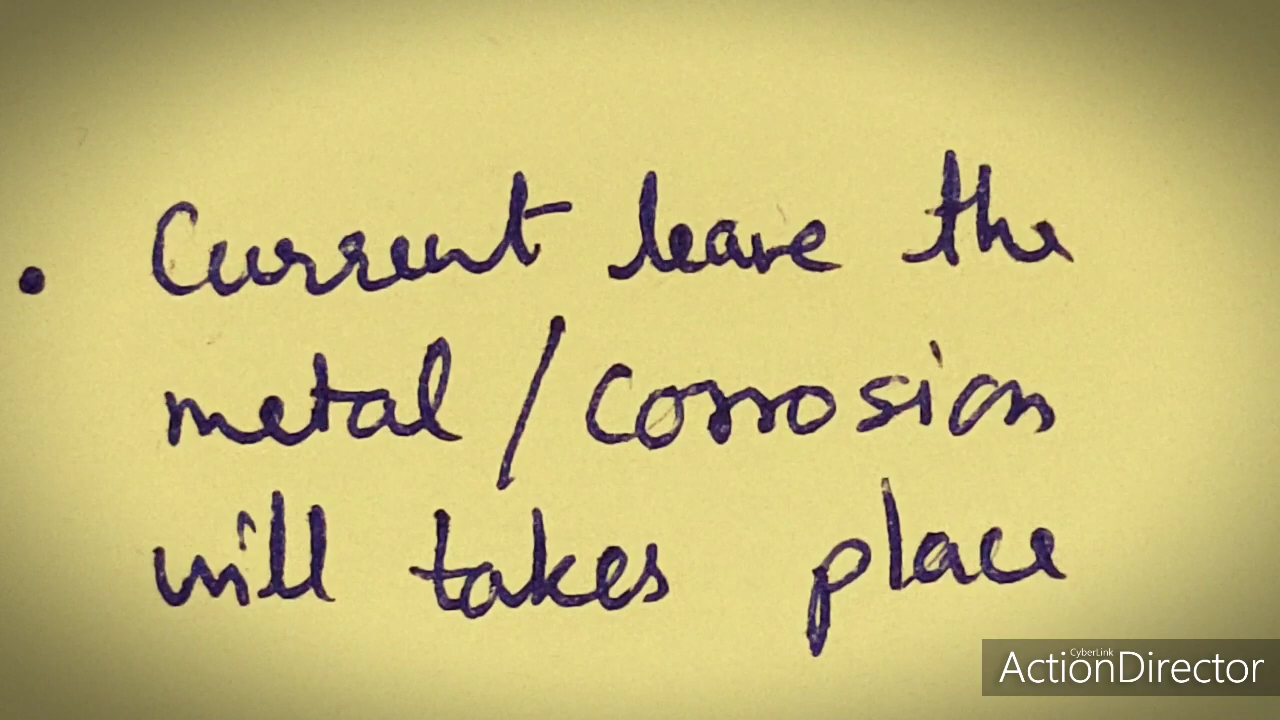 • Current leave the
metal / corrosion
will takes place
CyberLink
ActionDirector